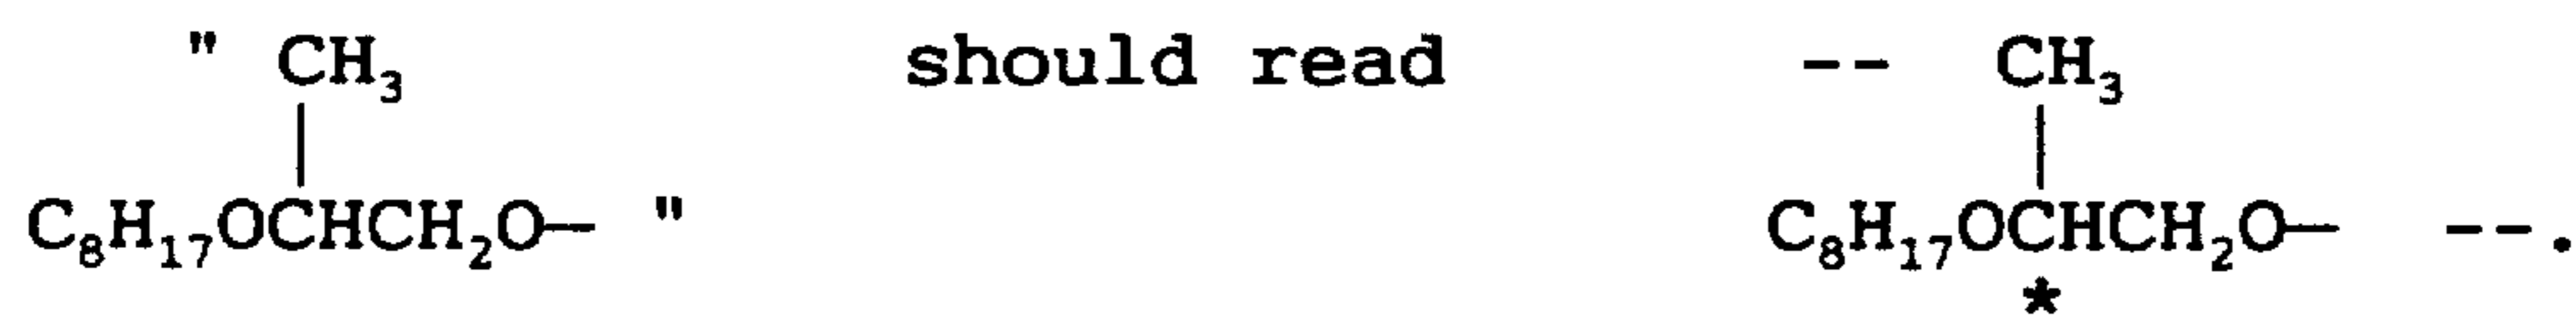 " CH₃ should read -- CH₃
C₈H₁₇OCHCH₂O— " C₈H₁₇OCHCH₂O— --.
*